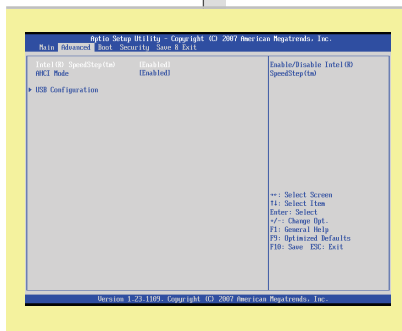 Aptio Setup Utility - Copyright (C) 2007 American Megatrends, Inc.
Main Advanced Boot Security Save & Exit
Intel(R) SpeedStep(tm) [Enabled]
AHCI Mode [Enabled]
▶ USB Configuration
Enable/Disable Intel(R)
SpeedStep(tm)
→←: Select Screen
↑↓: Select Item
Enter: Select
+/-: Change Opt.
F1: General Help
F9: Optimized Defaults
F10: Save ESC: Exit
Version 1.23.1109. Copyright (C) 2007 American Megatrends, Inc.